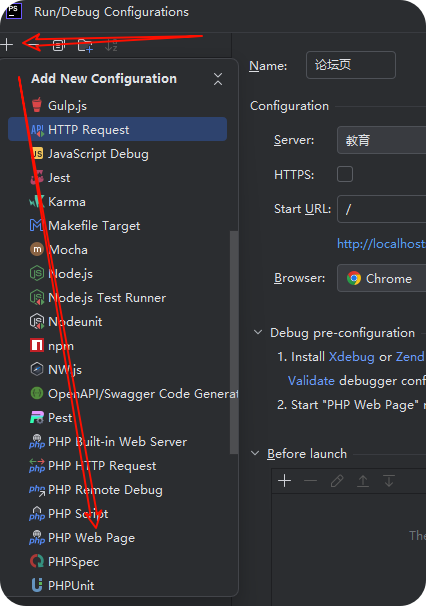 PS
Run/Debug Configurations
Add New Configuration
Gulp.js
API
HTTP Request
JS
JavaScript Debug
Jest
Karma
Makefile Target
m
Mocha
Node.js
Node.js Test Runner
Nodeunit
npm
NW.js
OpenAPI/Swagger Code Generat
Pest
PHP Built-in Web Server
PHP HTTP Request
PHP Remote Debug
PHP Script
PHP Web Page
PHPSpec
PHPUnit
Name: 论坛页
Configuration
Server: 教育
HTTPS:
Start URL: /
http://localhost
Browser: Chrome
Debug pre-configuration
1. Install Xdebug or Zend
Validate debugger conf
2. Start "PHP Web Page"
Before launch
The